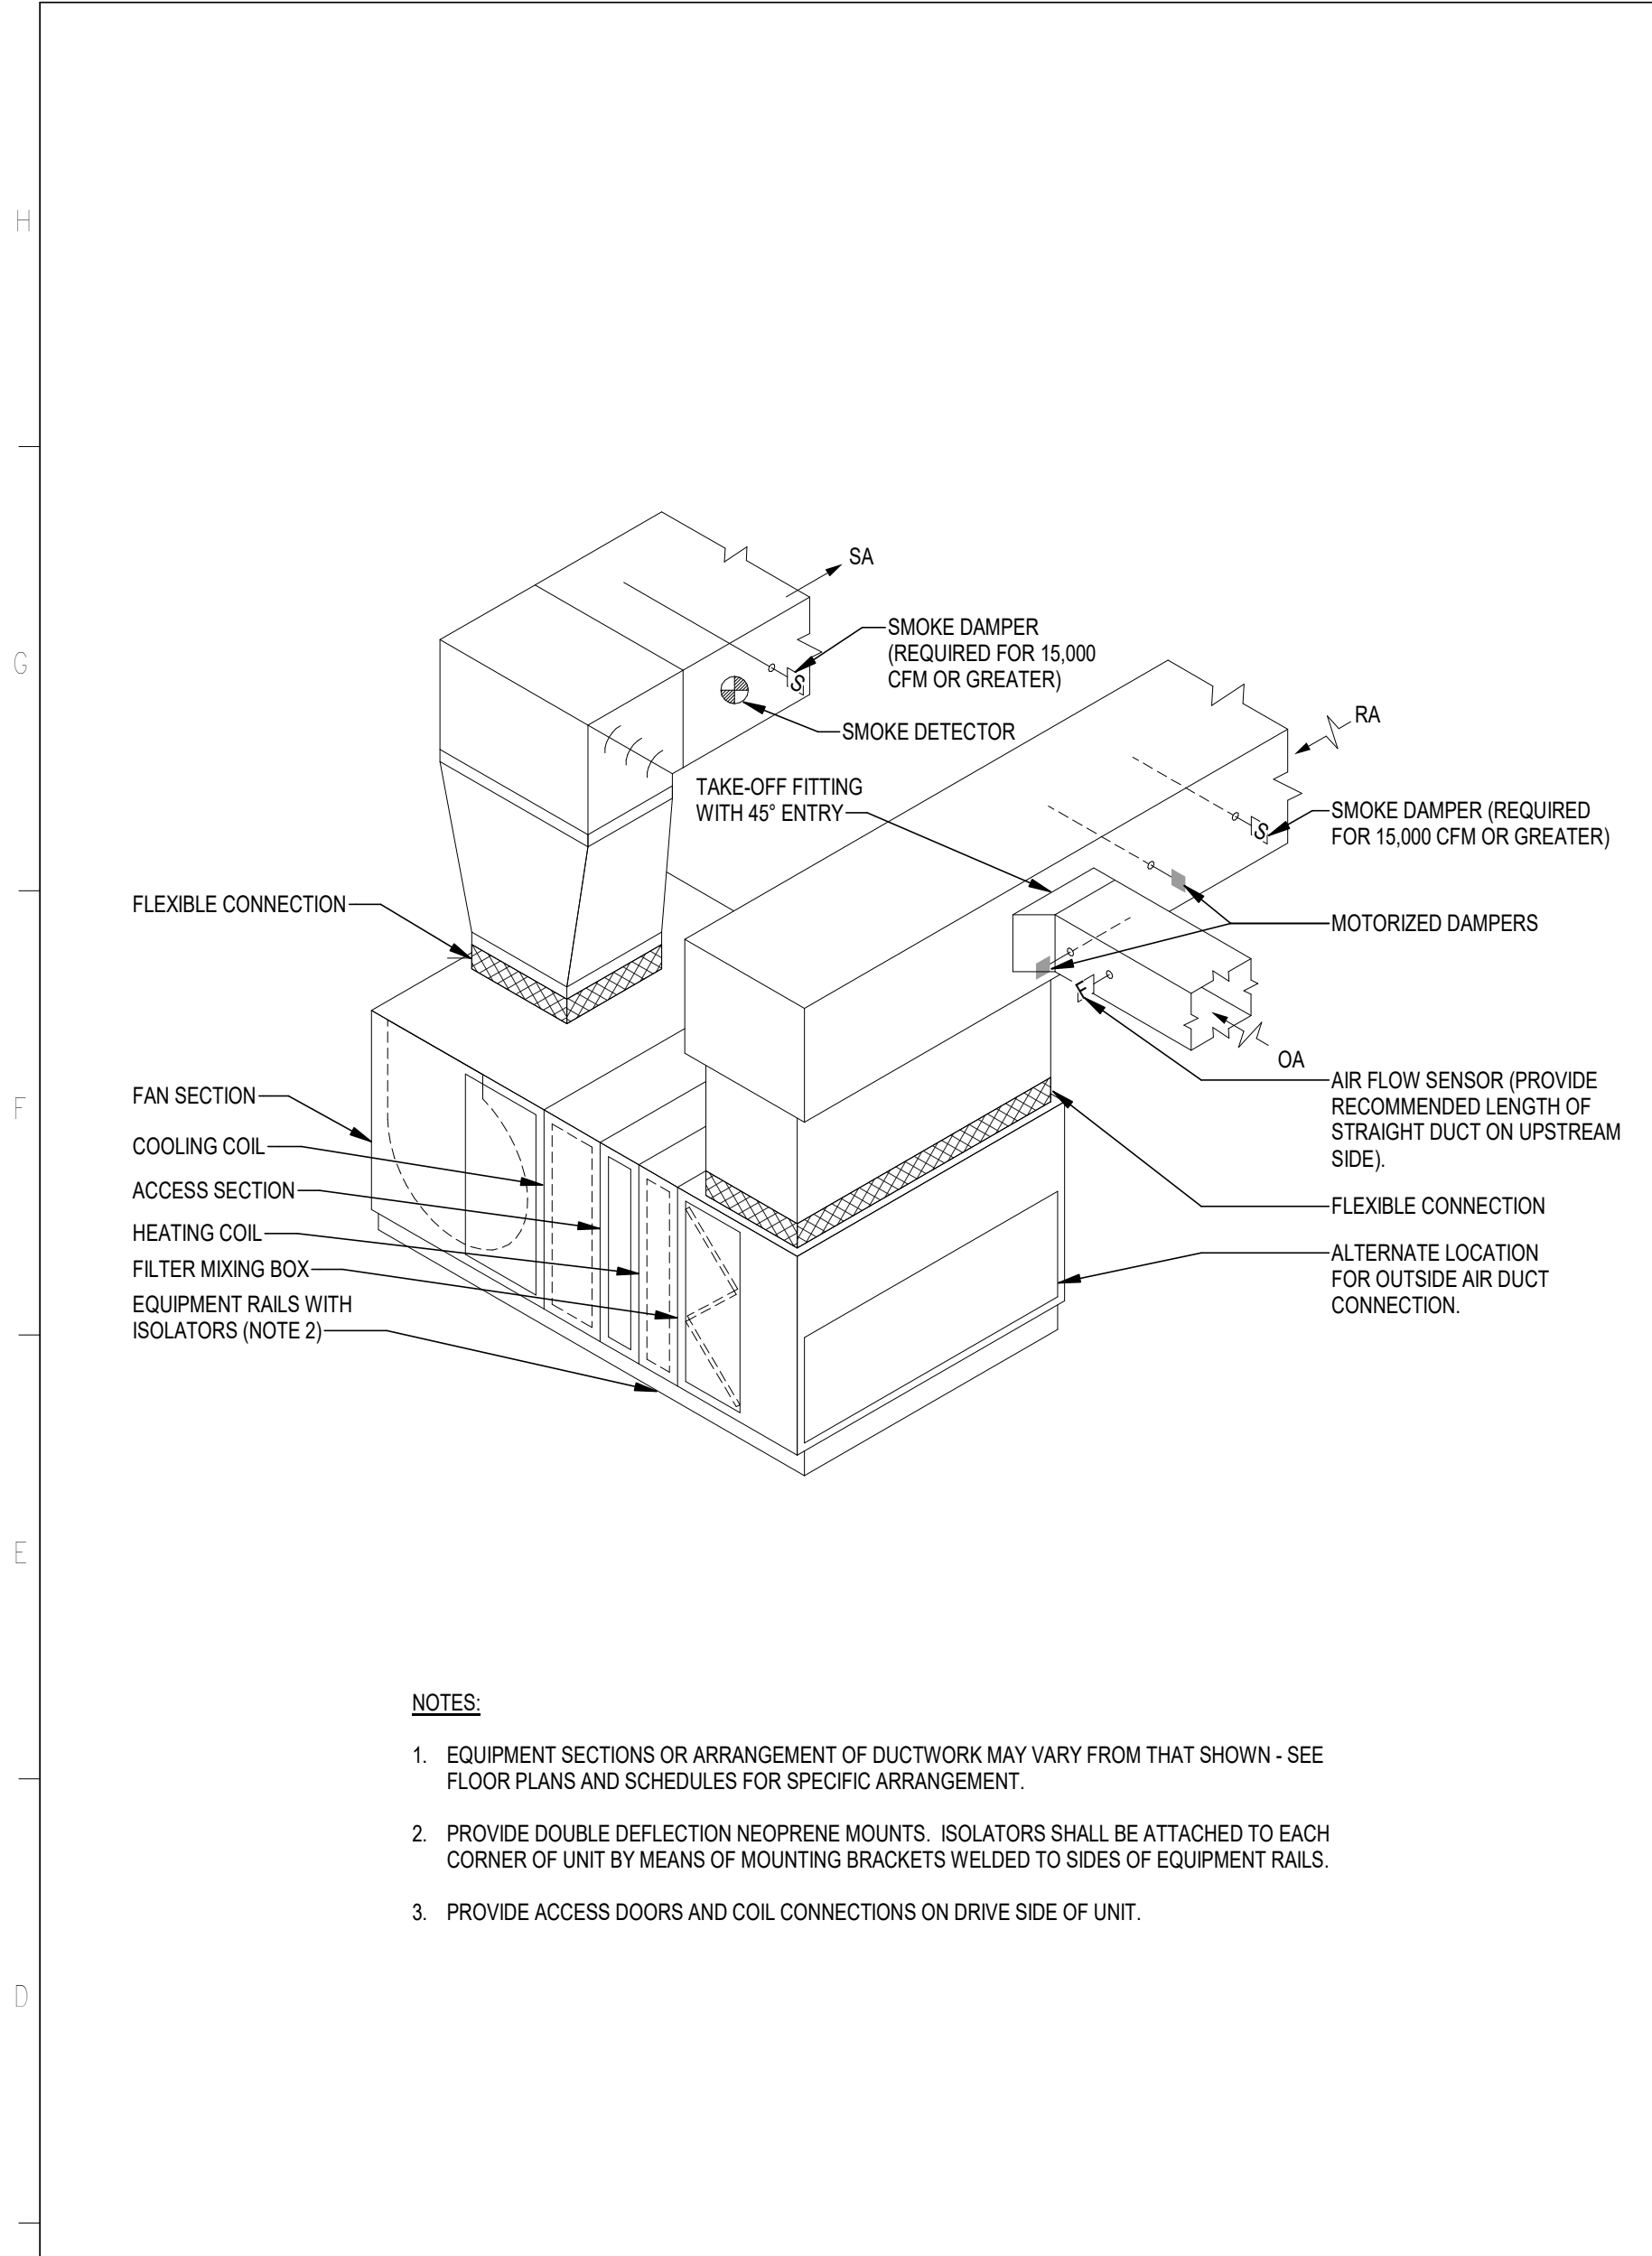 H
G
F
E
D
SA
SMOKE DAMPER
(REQUIRED FOR 15,000
CFM OR GREATER)
S
SMOKE DETECTOR
RA
TAKE-OFF FITTING
WITH 45° ENTRY
SMOKE DAMPER (REQUIRED
FOR 15,000 CFM OR GREATER)
S
FLEXIBLE CONNECTION
MOTORIZED DAMPERS
F
OA
AIR FLOW SENSOR (PROVIDE
RECOMMENDED LENGTH OF
STRAIGHT DUCT ON UPSTREAM
SIDE).
FAN SECTION
COOLING COIL
ACCESS SECTION
HEATING COIL
FILTER MIXING BOX
EQUIPMENT RAILS WITH
ISOLATORS (NOTE 2)
FLEXIBLE CONNECTION
ALTERNATE LOCATION
FOR OUTSIDE AIR DUCT
CONNECTION.
NOTES:
1. EQUIPMENT SECTIONS OR ARRANGEMENT OF DUCTWORK MAY VARY FROM THAT SHOWN - SEE
FLOOR PLANS AND SCHEDULES FOR SPECIFIC ARRANGEMENT.
2. PROVIDE DOUBLE DEFLECTION NEOPRENE MOUNTS. ISOLATORS SHALL BE ATTACHED TO EACH
CORNER OF UNIT BY MEANS OF MOUNTING BRACKETS WELDED TO SIDES OF EQUIPMENT RAILS.
3. PROVIDE ACCESS DOORS AND COIL CONNECTIONS ON DRIVE SIDE OF UNIT.